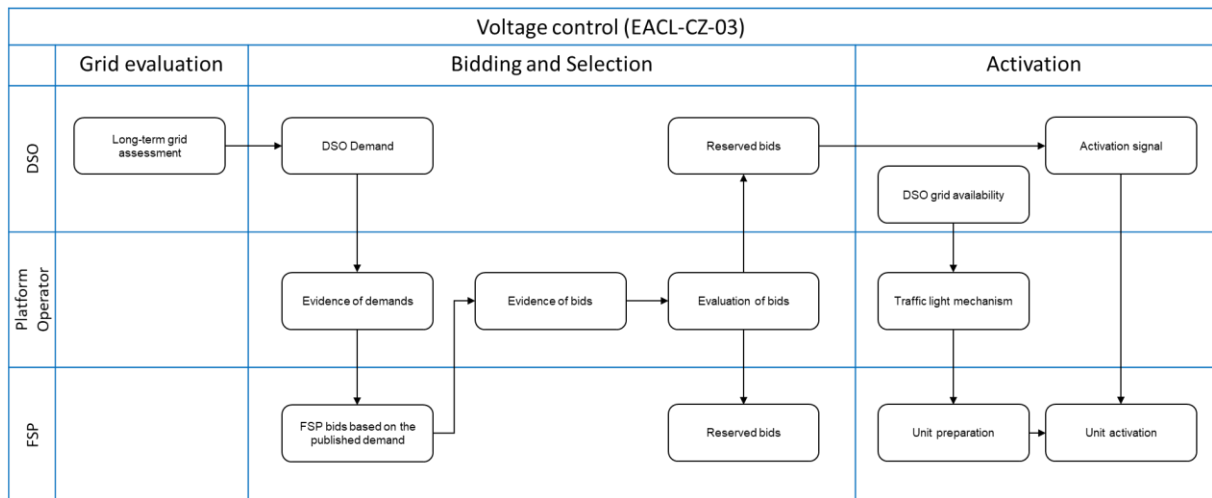 Voltage control (EACL-CZ-03)
Grid evaluation
Bidding and Selection
Activation
DSO
Long-term grid
assessment
DSO Demand
Reserved bids
Activation signal
DSO grid availability
Platform
Operator
Evidence of demands
Evidence of bids
Evaluation of bids
Traffic light mechanism
FSP
FSP bids based on the
published demand
Reserved bids
Unit preparation
Unit activation